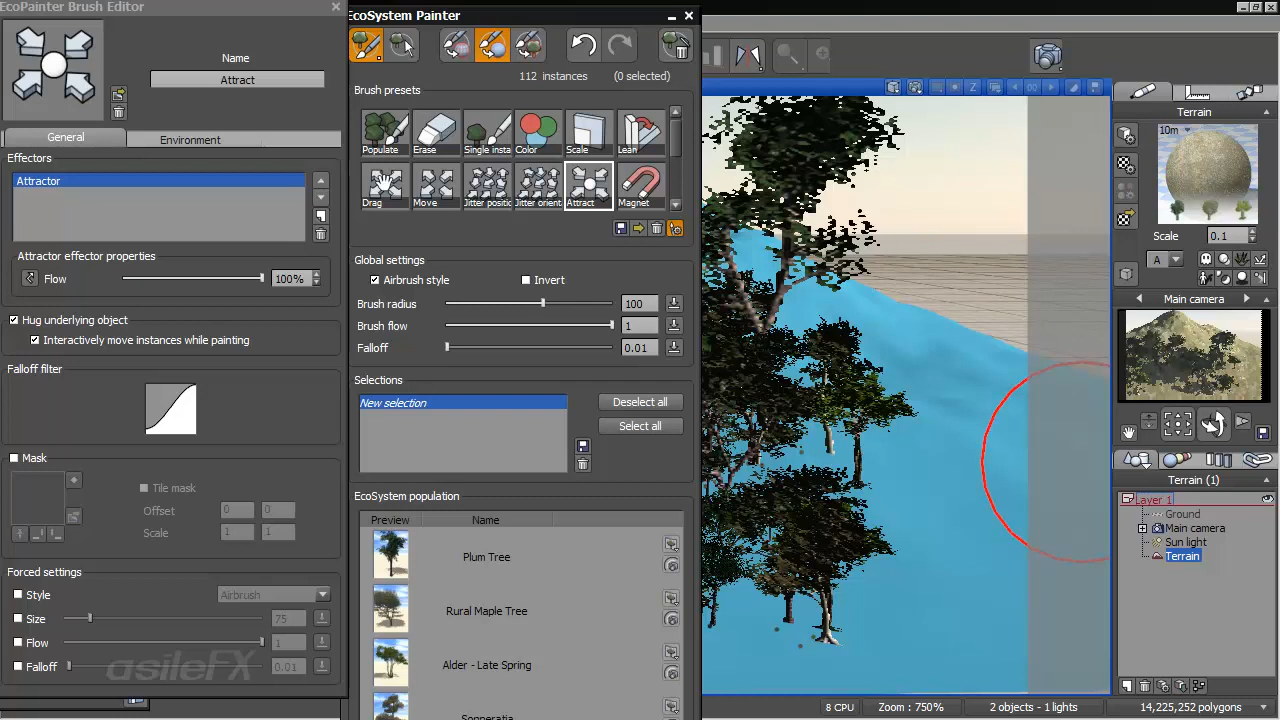 EcoPainter Brush Editor
Name
Attract
General
Environment
Effectors
Attractor
Attractor effector properties
Flow
100%
Hug underlying object
Interactively move instances while painting
Falloff filter
Mask
Tile mask
Offset
0
0
Scale
1
1
Forced settings
Style
Airbrush
Size
75
Flow
1
Falloff
0.01
asileFX
EcoSystem Painter
112 instances
(0 selected)
Brush presets
Populate
Erase
Single insta
Color
Scale
Lean
Drag
Move
Jitter position
Jitter orient
Attract
Magnet
Global settings
Airbrush style
Invert
Brush radius
100
Brush flow
1
Falloff
0.01
Selections
New selection
Deselect all
Select all
EcoSystem population
Preview
Name
Plum Tree
Rural Maple Tree
Alder - Late Spring
Sonneratia
Terrain
10m
Scale
0.1
A
Main camera
Terrain (1)
Layer 1
Ground
Main camera
Sun light
Terrain
8 CPU
Zoom : 750%
2 objects - 1 lights
14,225,252 polygons